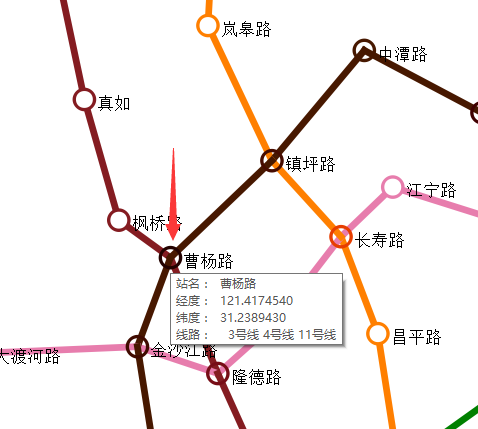 岚皋路
中潭路
真如
镇坪路
江宁路
枫桥路
长寿路
曹杨路
站名： 曹杨路
经度： 121.4174540
纬度： 31.2389430
线路： 3号线 4号线 11号线
昌平路
金沙江路
大渡河路
隆德路